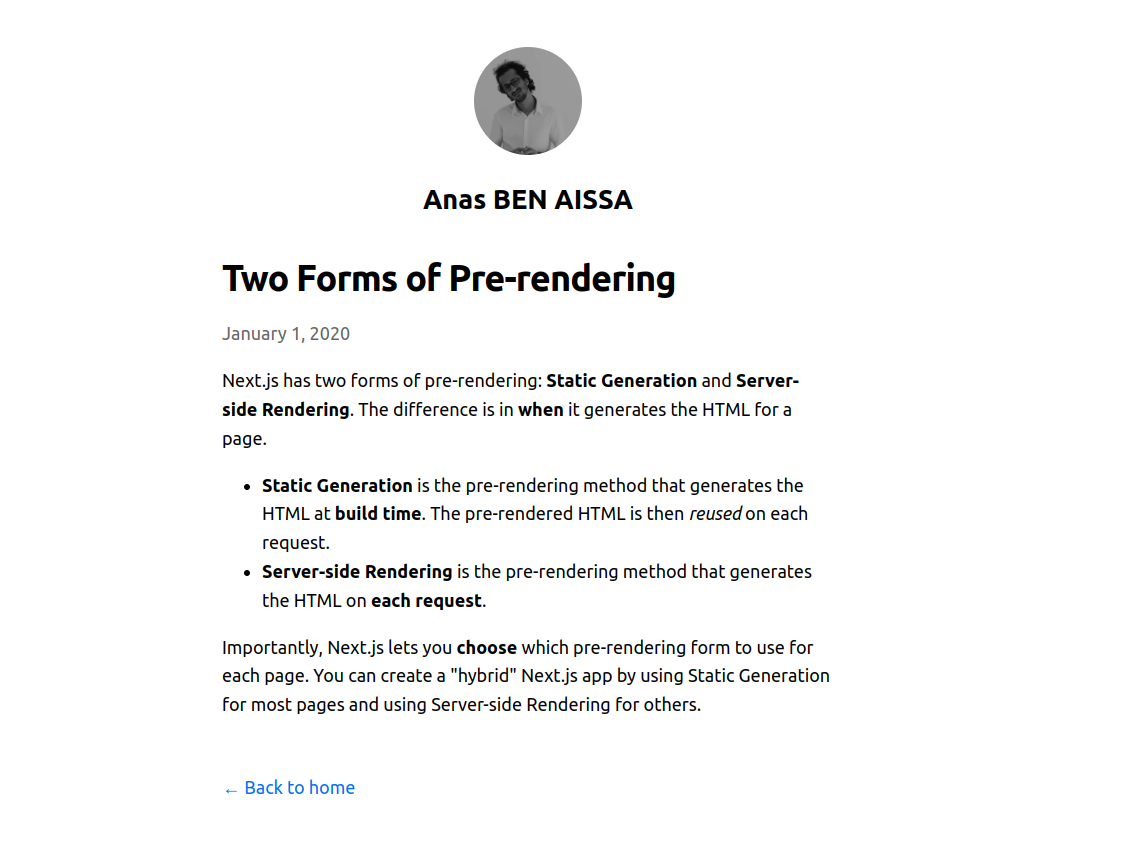 Anas BEN AISSA
Two Forms of Pre-rendering
January 1, 2020
Next.js has two forms of pre-rendering: Static Generation and Server-
side Rendering. The difference is in when it generates the HTML for a
page.
• Static Generation is the pre-rendering method that generates the
HTML at build time. The pre-rendered HTML is then reused on each
request.
• Server-side Rendering is the pre-rendering method that generates
the HTML on each request.
Importantly, Next.js lets you choose which pre-rendering form to use for
each page. You can create a "hybrid" Next.js app by using Static Generation
for most pages and using Server-side Rendering for others.
← Back to home